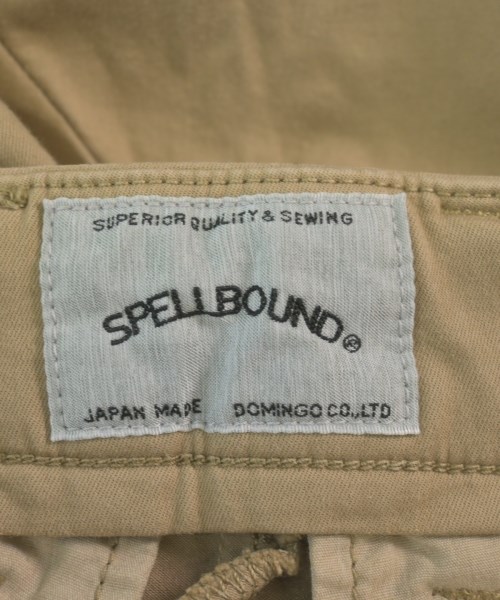 SUPERIOR QUALITY & SEWING
SPELLBOUND®
JAPAN MADE DOMINGO CO.,LTD